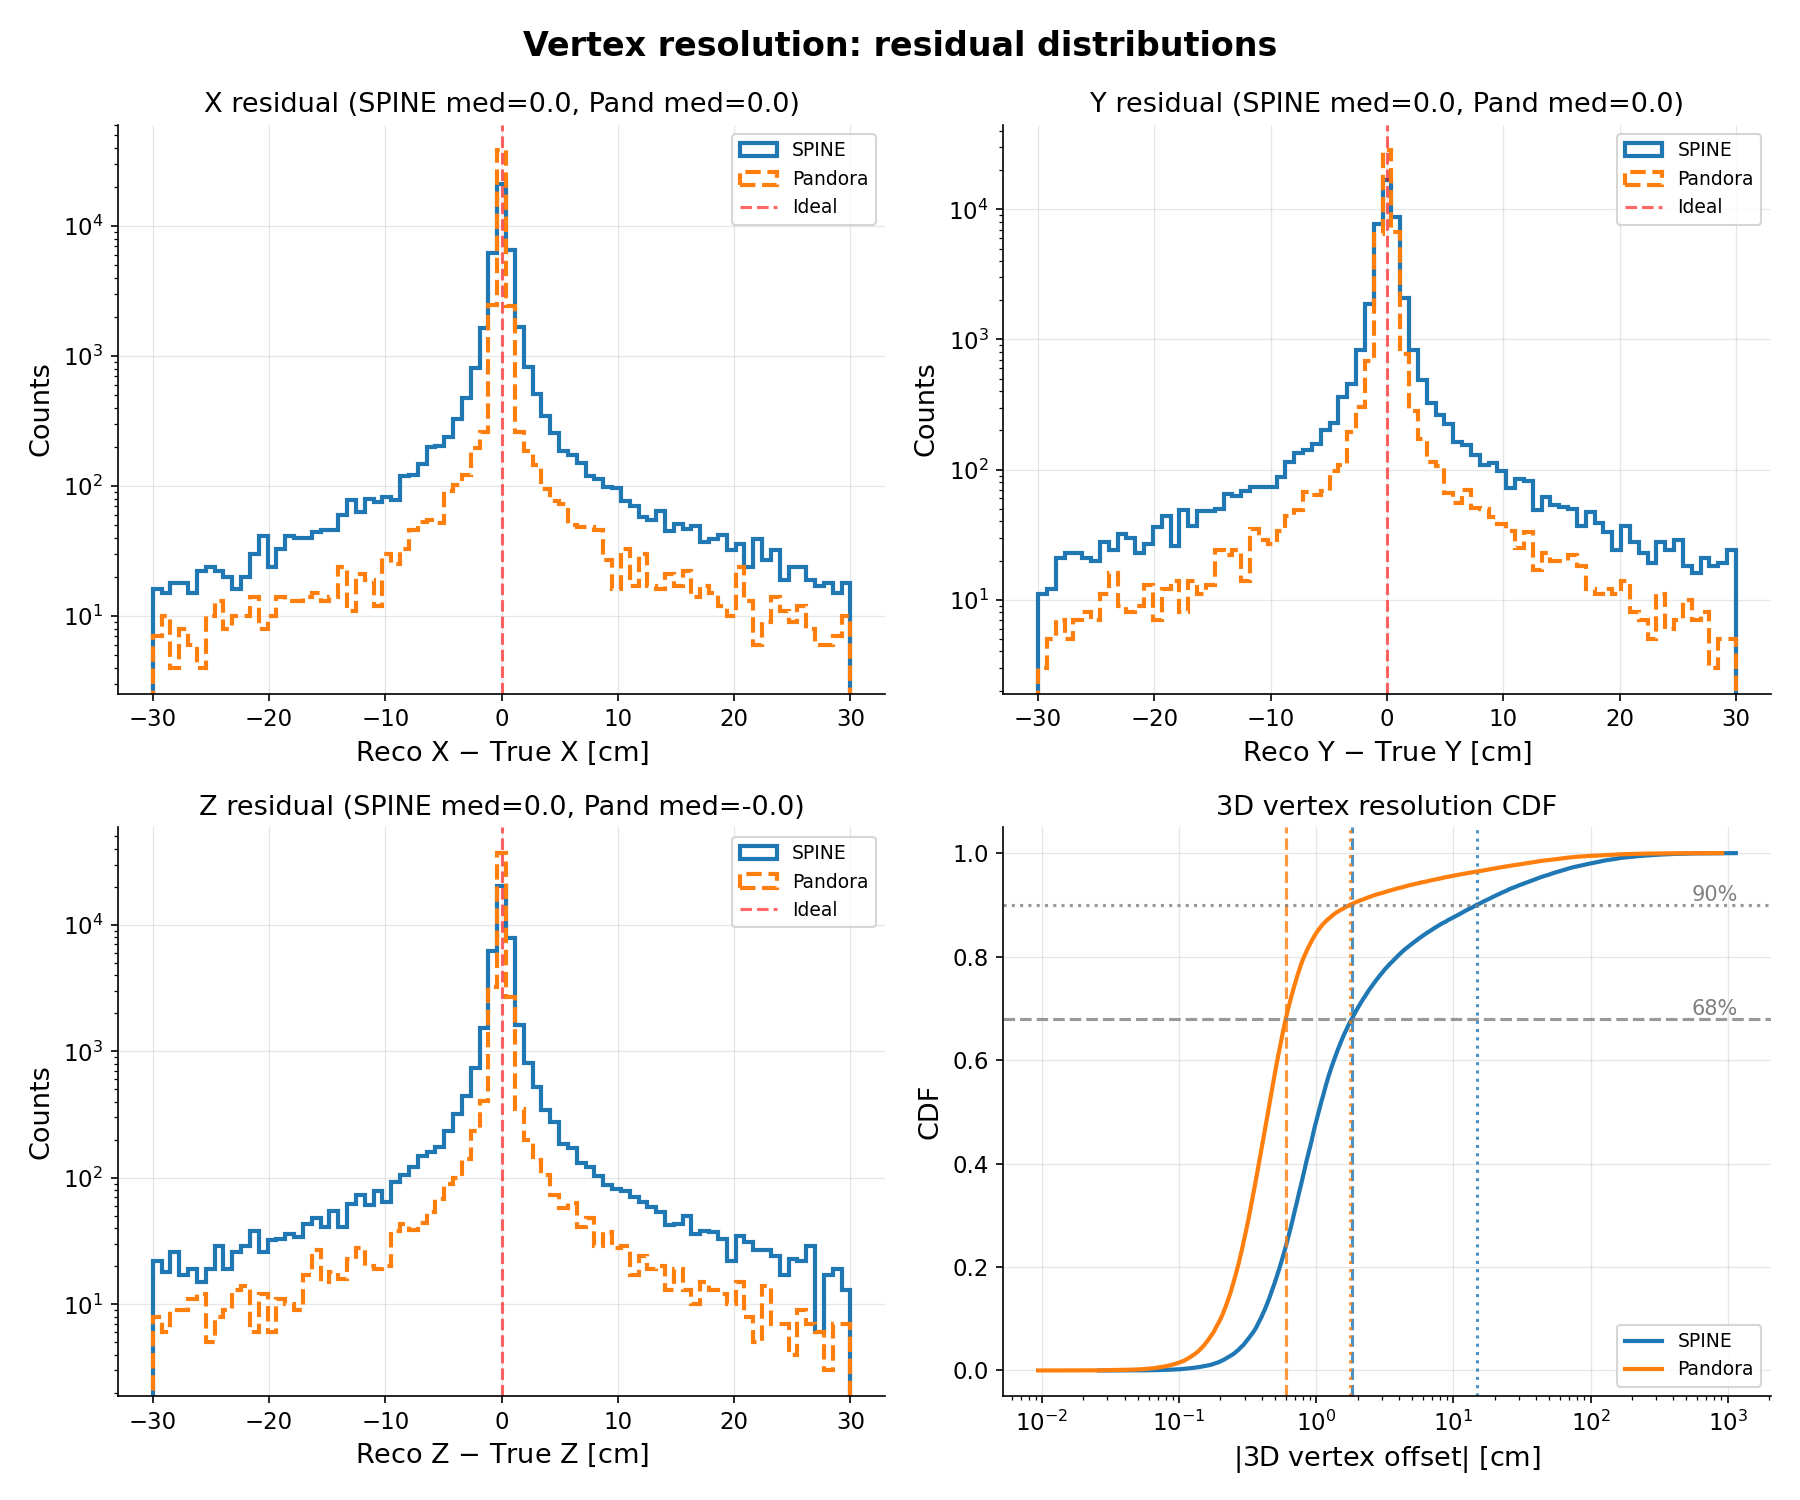 Vertex resolution: residual distributions
X residual (SPINE med=0.0, Pand med=0.0)
Counts
10⁴
10³
10²
10¹
SPINE
Pandora
Ideal
−30 −20 −10 0 10 20 30
Reco X − True X [cm]
Y residual (SPINE med=0.0, Pand med=0.0)
Counts
10⁴
10³
10²
10¹
SPINE
Pandora
Ideal
−30 −20 −10 0 10 20 30
Reco Y − True Y [cm]
Z residual (SPINE med=0.0, Pand med=-0.0)
Counts
10⁴
10³
10²
10¹
SPINE
Pandora
Ideal
−30 −20 −10 0 10 20 30
Reco Z − True Z [cm]
3D vertex resolution CDF
CDF
1.0
0.8
0.6
0.4
0.2
0.0
90%
68%
SPINE
Pandora
10⁻² 10⁻¹ 10⁰ 10¹ 10² 10³
|3D vertex offset| [cm]